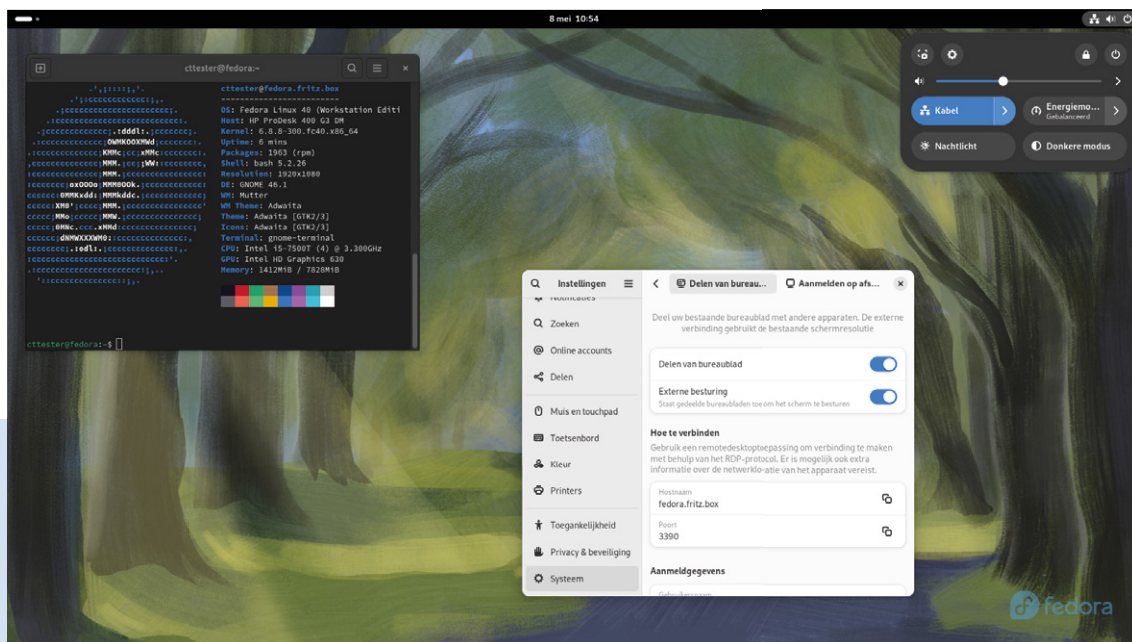 8 mei 10:54
cttester@fedora:~
cttester@fedora.fritz.box
-------------------------
OS: Fedora Linux 40 (Workstation Editi
Host: HP ProDesk 400 G3 DM
Kernel: 6.8.8-300.fc40.x86_64
Uptime: 6 mins
Packages: 1963 (rpm)
Shell: bash 5.2.26
Resolution: 1920x1080
DE: GNOME 46.1
WM: Mutter
WM Theme: Adwaita
Theme: Adwaita [GTK2/3]
Icons: Adwaita [GTK2/3]
Terminal: gnome-terminal
CPU: Intel i5-7500T (4) @ 3.300GHz
GPU: Intel HD Graphics 630
Memory: 1412MiB / 7828MiB
cttester@fedora:~$
Kabel
Energiemo...
Gebalanceerd
Nachtlicht
Donkere modus
Instellingen
Notificaties
Zoeken
Online accounts
Delen
Muis en touchpad
Toetsenbord
Kleur
Printers
Toegankelijkheid
Privacy & beveiliging
Systeem
Delen van bureau...
Aanmelden op afs...
Deel uw bestaande bureaublad met andere apparaten. De externe
verbinding gebruikt de bestaande schermresolutie
Delen van bureaublad
Externe besturing
Staat gedeelde bureaubladen toe om het scherm te besturen
Hoe te verbinden
Gebruik een remotedesktoptoepassing om verbinding te maken
met behulp van het RDP-protocol. Er is mogelijk ook extra
informatie over de netwerklo-atie van het apparaat vereist.
Hostnaam
fedora.fritz.box
Poort
3390
Aanmeldgegevens
Gebruikersnaam
fedora